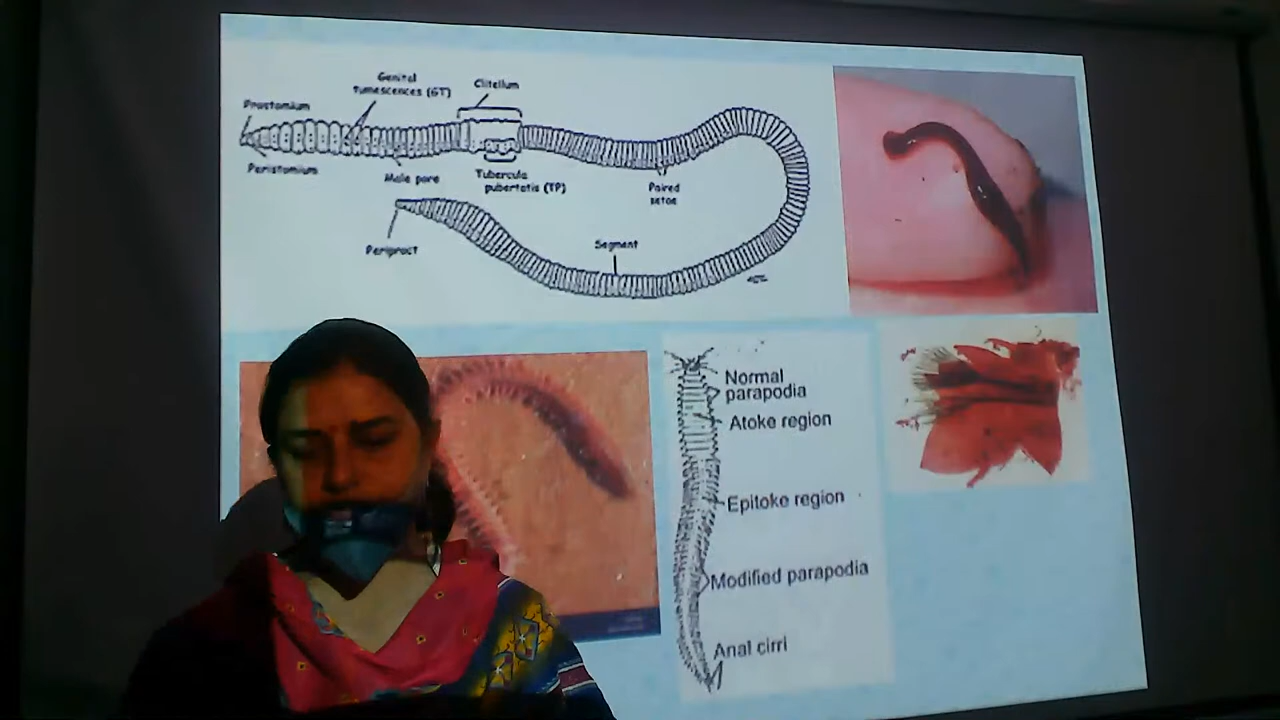 Genital
tumescences (GT)
Clitellum
Prostomium
Peristomium
Male pore
Tubercula
pubertatis (TP)
Paired
setae
Periproct
Segment
Normal
parapodia
Atoke region
Epitoke region
Modified parapodia
Anal cirri